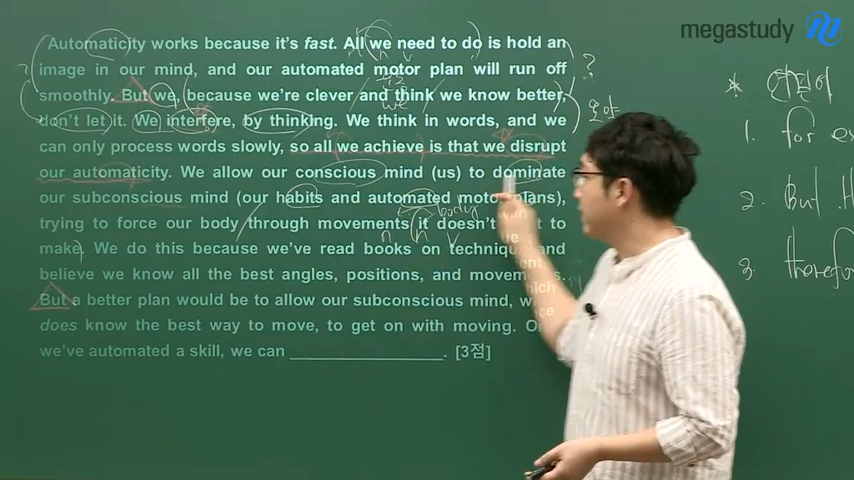 megastudy
Automaticity works because it's fast. All we need to do is hold an
image in our mind, and our automated motor plan will run off
smoothly. But we, because we're clever and think we know better,
don't let it. We interfere, by thinking. We think in words, and we
can only process words slowly, so all we achieve is that we disrupt
our automaticity. We allow our conscious mind (us) to dominate
our subconscious mind (our habits and automated motor plans),
trying to force our body through movements it doesn't to
make. We do this because we've read books on technique and
believe we know all the best angles, positions, and movements.
But a better plan would be to allow our subconscious mind, which
does know the best way to move, to get on with moving. Once
we've automated a skill, we can ____________. [3점]
we
body
n h v
?
1. for ex
2. But
3. therefor